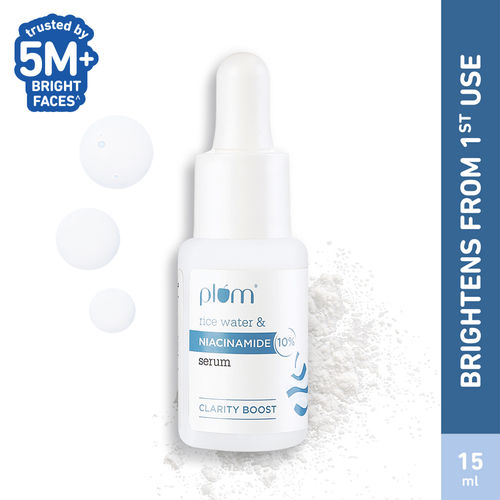 trusted by
5M+
BRIGHT
FACES^
plum®
rice water &
NIACINAMIDE 10%
serum
CLARITY BOOST
BRIGHTENS FROM 1ST USE
15
ml